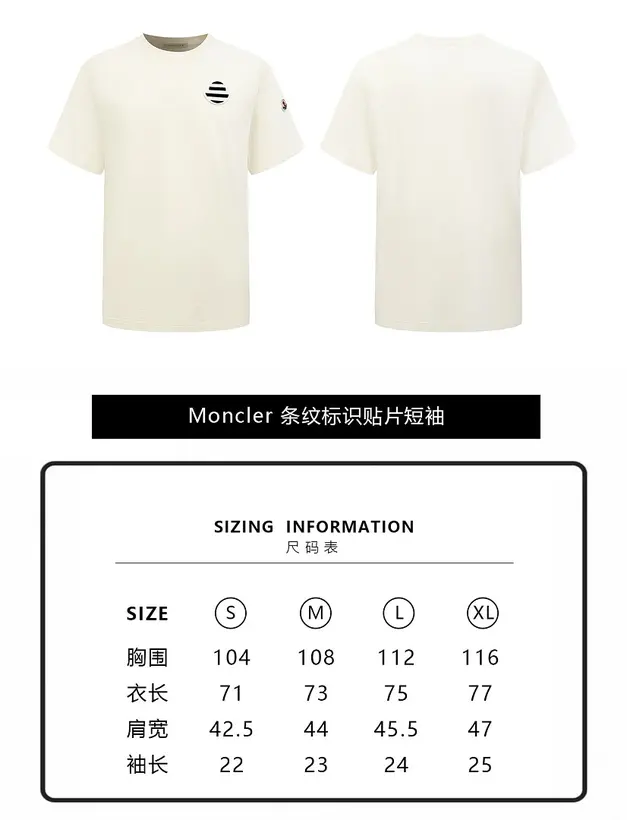 Moncler 条纹标识贴片短袖
SIZING INFORMATION
尺码表
SIZE S M L XL
胸围 104 108 112 116
衣长 71 73 75 77
肩宽 42.5 44 45.5 47
袖长 22 23 24 25